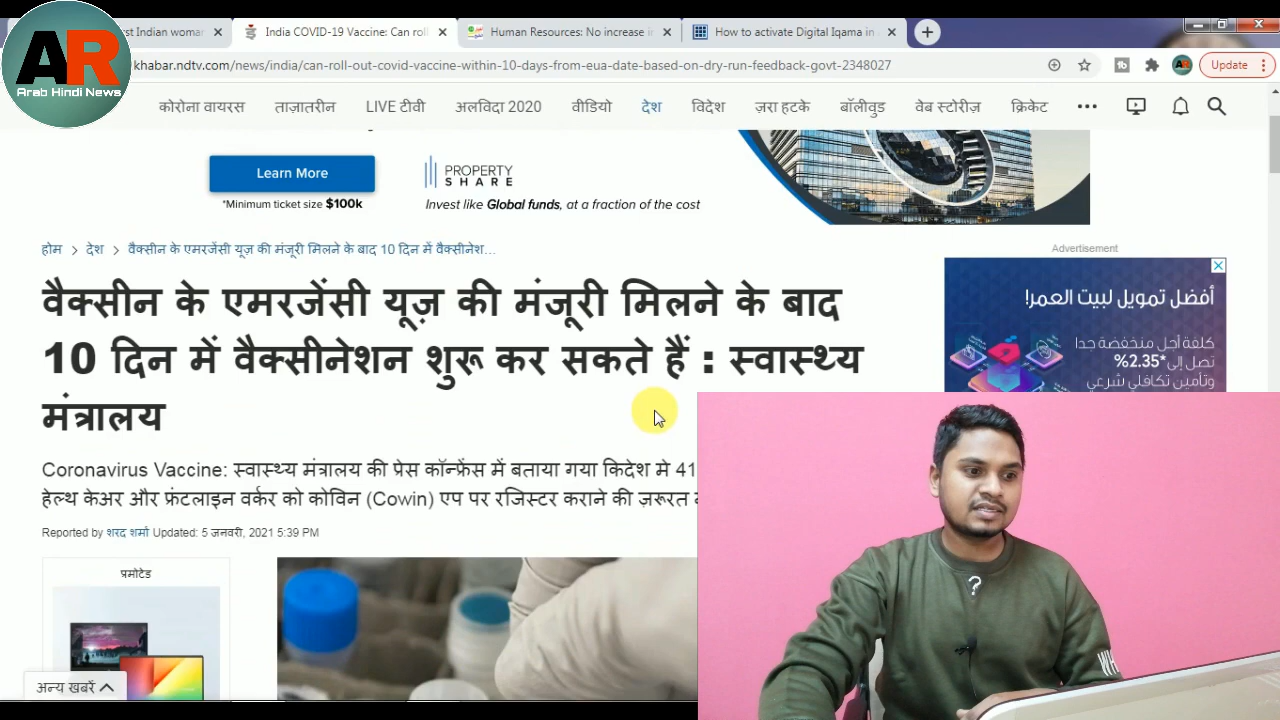 AR
Arab Hindi News
st Indian woman
India COVID-19 Vaccine: Can roll
Human Resources: No increase in
How to activate Digital Iqama in
khabar.ndtv.com/news/india/can-roll-out-covid-vaccine-within-10-days-from-eua-date-based-on-dry-run-feedback-govt-2348027
Update
कोरोना वायरस ताज़ातरीन LIVE टीवी अलविदा 2020 वीडियो देश विदेश ज़रा हटके बॉलीवुड वेब स्टोरीज़ क्रिकेट
Learn More
*Minimum ticket size $100k
PROPERTY
SHARE
Invest like Global funds, at a fraction of the cost
होम > देश > वैक्सीन के एमरजेंसी यूज़ की मंजूरी मिलने के बाद 10 दिन में वैक्सीनेश...
Advertisement
वैक्सीन के एमरजेंसी यूज़ की मंजूरी मिलने के बाद
10 दिन में वैक्सीनेशन शुरू कर सकते हैं : स्वास्थ्य
मंत्रालय
أفضل تمويل لبيت العمر!
كلفة أجل منخفضة جدا
تصل إلى 2.35%*
وتأمين تكافلي شرعي
Coronavirus Vaccine: स्वास्थ्य मंत्रालय की प्रेस कॉन्फ्रेंस में बताया गया किदेश मे 41
हेल्थ केअर और फ्रंटलाइन वर्कर को कोविन (Cowin) एप पर रजिस्टर कराने की ज़रूरत
Reported by शरद शर्मा Updated: 5 जनवरी, 2021 5:39 PM
प्रमोटेड
अन्य खबरें
?
WH